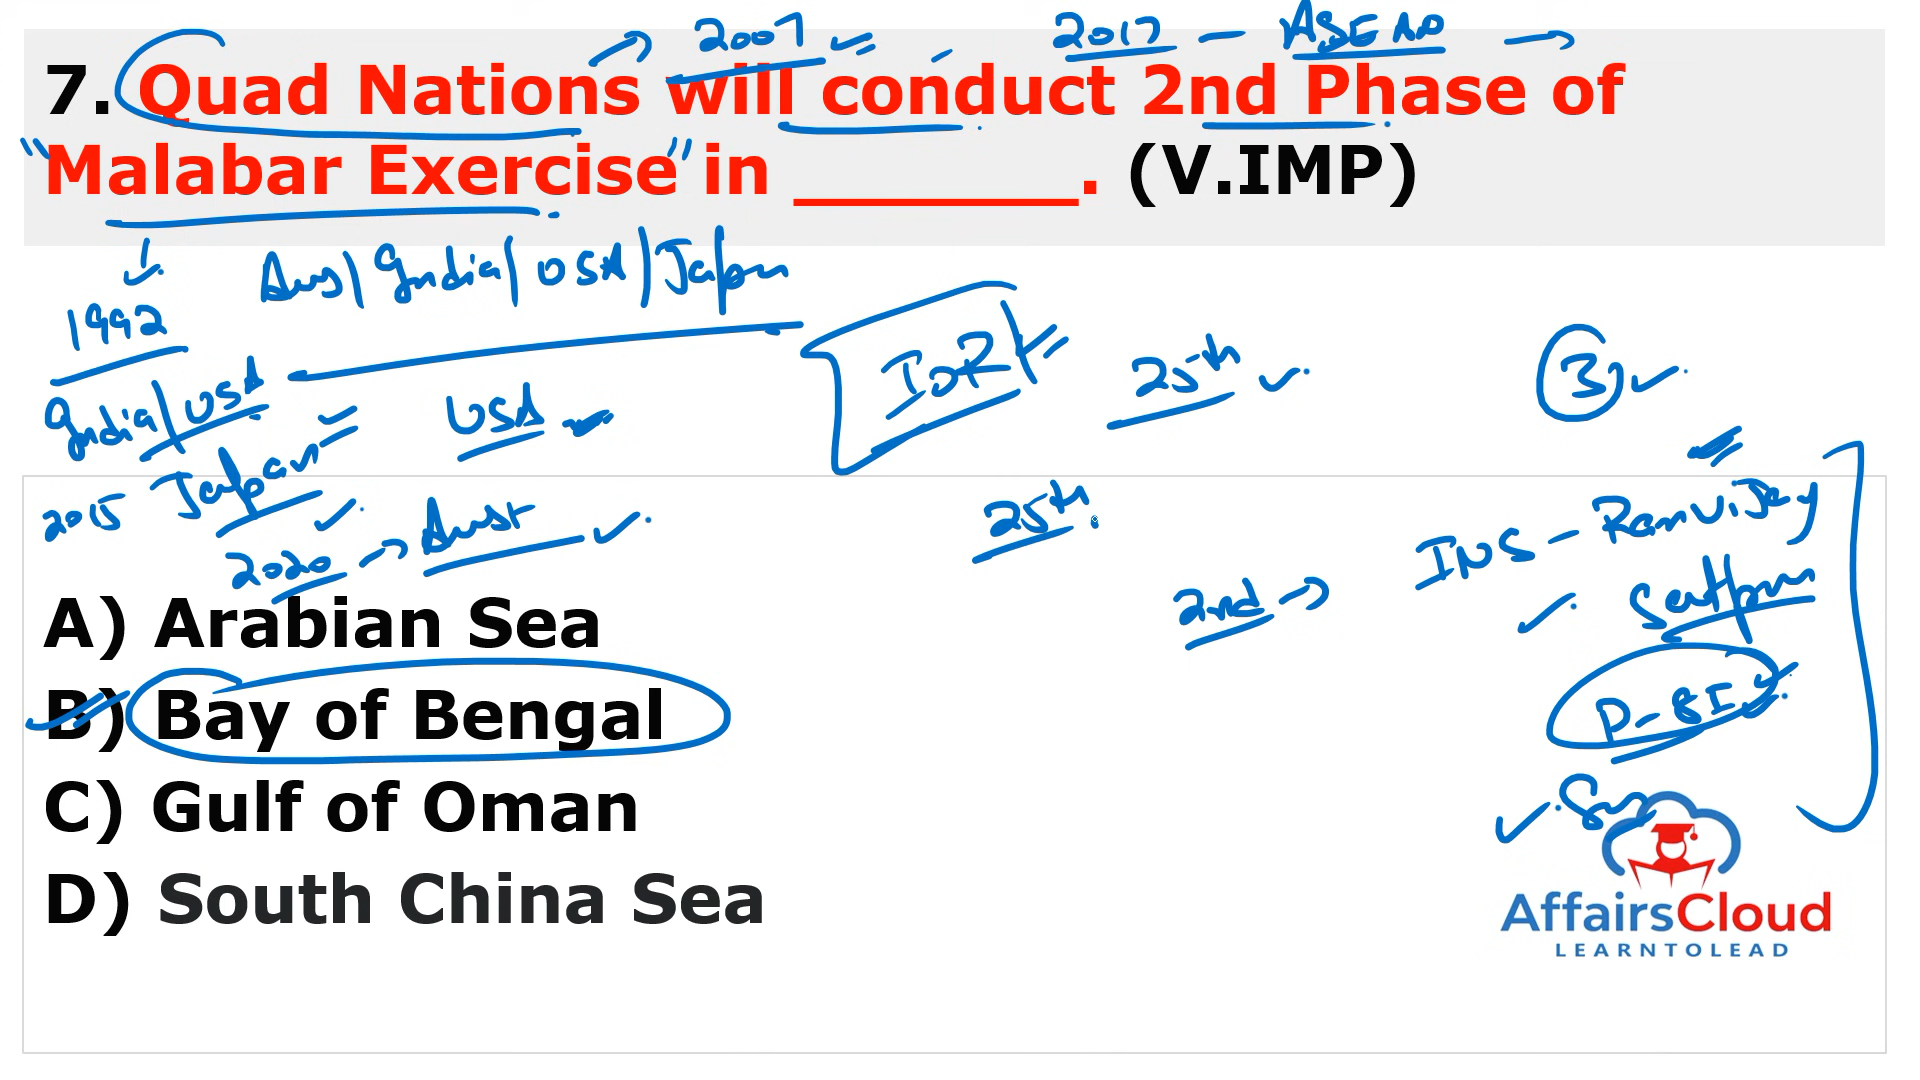 → 2007 2017 - ASEAN →
7. Quad Nations will conduct 2nd Phase of
"Malabar Exercise" in ________. (V.IMP)
Aus/India/USA/Japan
1992
IOR
25th
3
India/USA
USA
2015 Japan
25th
INS - Ranvijay
2020 → Aust
2nd →
Satpura
A) Arabian Sea
P-8I
B) Bay of Bengal
C) Gulf of Oman
D) South China Sea
AffairsCloud
LEARNTOLEAD